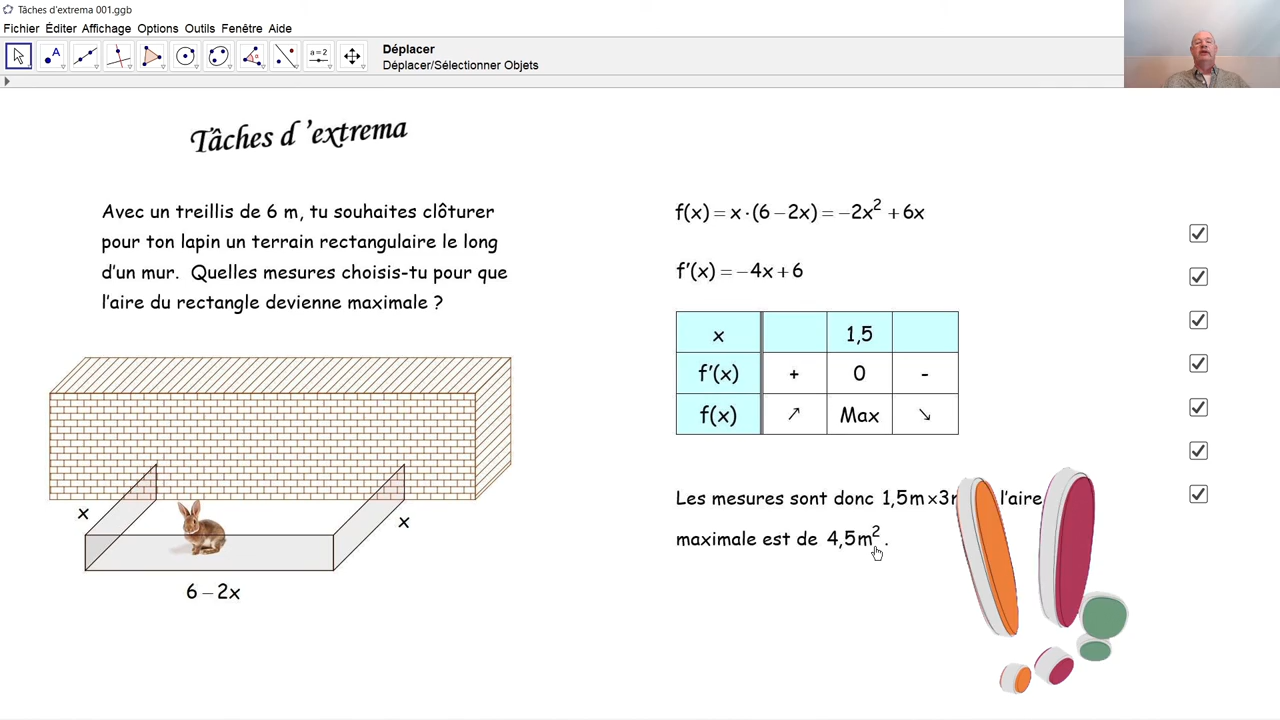 Tâches d'extrema 001.ggb
Fichier Éditer Affichage Options Outils Fenêtre Aide
A
a=2
Déplacer
Déplacer/Sélectionner Objets
Tâches d'extrema
Avec un treillis de 6 m, tu souhaites clôturer
pour ton lapin un terrain rectangulaire le long
d'un mur. Quelles mesures choisis-tu pour que
l'aire du rectangle devienne maximale ?
x
x
6 – 2x
f(x) = x · (6 – 2x) = –2x² + 6x
f'(x) = –4x + 6
x 1,5
f'(x) + 0 -
f(x) ↗ Max ↘
Les mesures sont donc 1,5m×3m l'aire
maximale est de 4,5m².